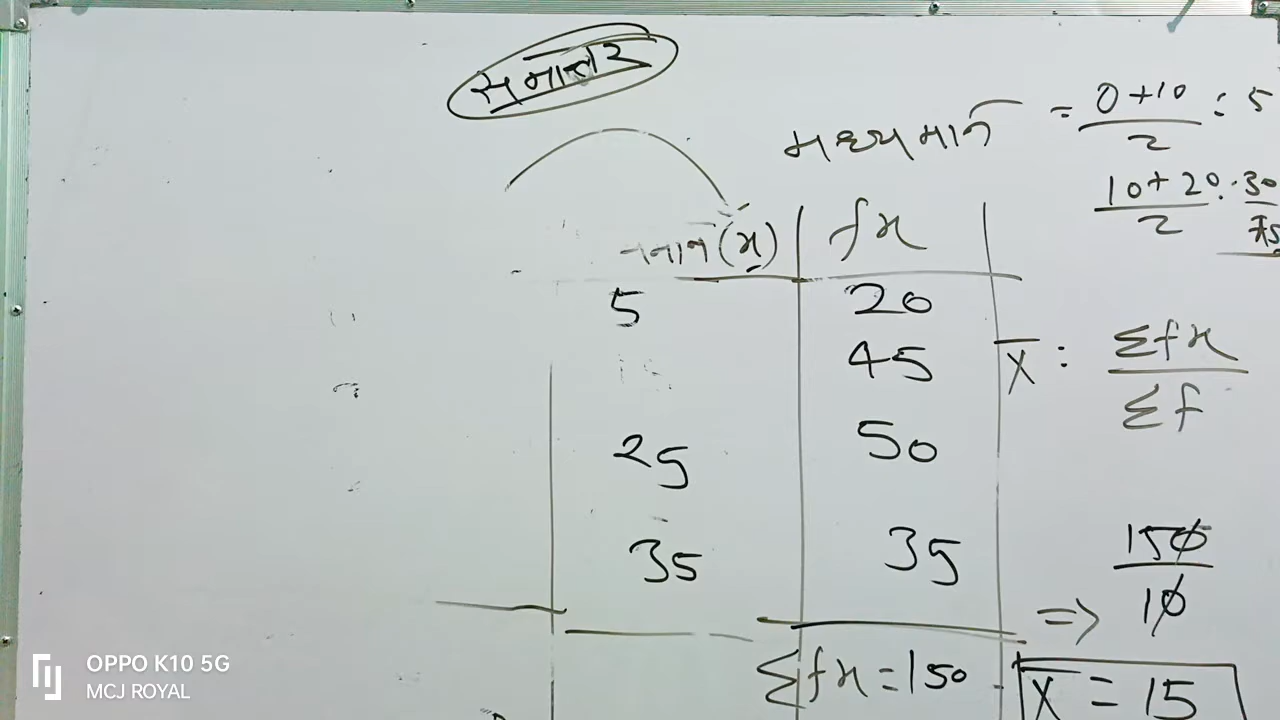 समान्तर
मध्यमान = 0+10/2 : 5
10+20/2 . 30/15
(x) fx
5 20
45
25 50
35 35
X̄ : Σfx/Σf
=> 150/10
Σfx = 150
X̄ = 15
OPPO K10 5G
MCJ ROYAL